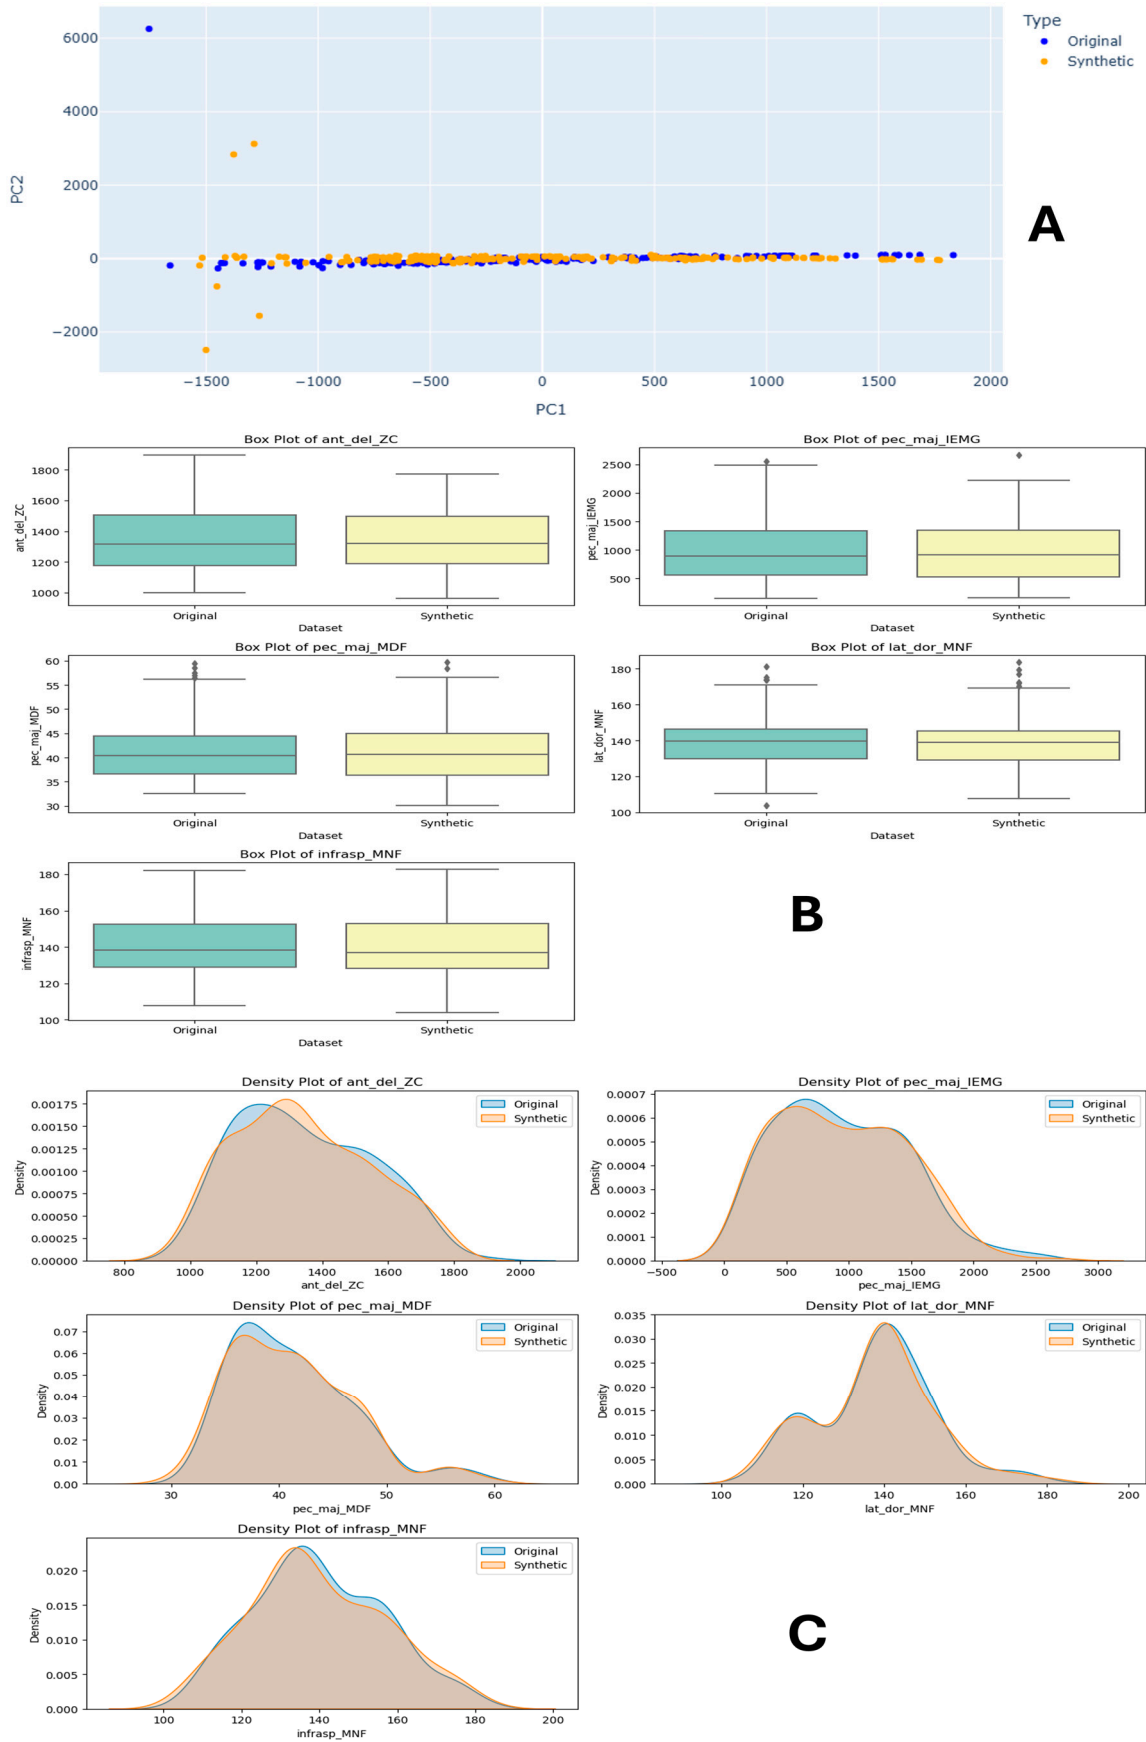 Type
Original
Synthetic
6000
4000
2000
0
−2000
PC2
−1500 −1000 −500 0 500 1000 1500 2000
PC1
A
Box Plot of ant_del_ZC
1800
1600
1400
1200
1000
ant_del_ZC
Original Synthetic
Dataset
Box Plot of pec_maj_IEMG
2500
2000
1500
1000
500
pec_maj_IEMG
Original Synthetic
Dataset
Box Plot of pec_maj_MDF
60
55
50
45
40
35
30
pec_maj_MDF
Original Synthetic
Dataset
Box Plot of lat_dor_MNF
180
160
140
120
100
lat_dor_MNF
Original Synthetic
Dataset
Box Plot of infrasp_MNF
180
160
140
120
100
infrasp_MNF
Original Synthetic
Dataset
B
Density Plot of ant_del_ZC
Original
Synthetic
0.00175
0.00150
0.00125
0.00100
0.00075
0.00050
0.00025
0.00000
Density
800 1000 1200 1400 1600 1800 2000
ant_del_ZC
Density Plot of pec_maj_IEMG
Original
Synthetic
0.0007
0.0006
0.0005
0.0004
0.0003
0.0002
0.0001
0.0000
Density
−500 0 500 1000 1500 2000 2500 3000
pec_maj_IEMG
Density Plot of pec_maj_MDF
Original
Synthetic
0.07
0.06
0.05
0.04
0.03
0.02
0.01
0.00
Density
30 40 50 60
pec_maj_MDF
Density Plot of lat_dor_MNF
Original
Synthetic
0.035
0.030
0.025
0.020
0.015
0.010
0.005
0.000
Density
100 120 140 160 180 200
lat_dor_MNF
Density Plot of infrasp_MNF
Original
Synthetic
0.020
0.015
0.010
0.005
0.000
Density
100 120 140 160 180 200
infrasp_MNF
C